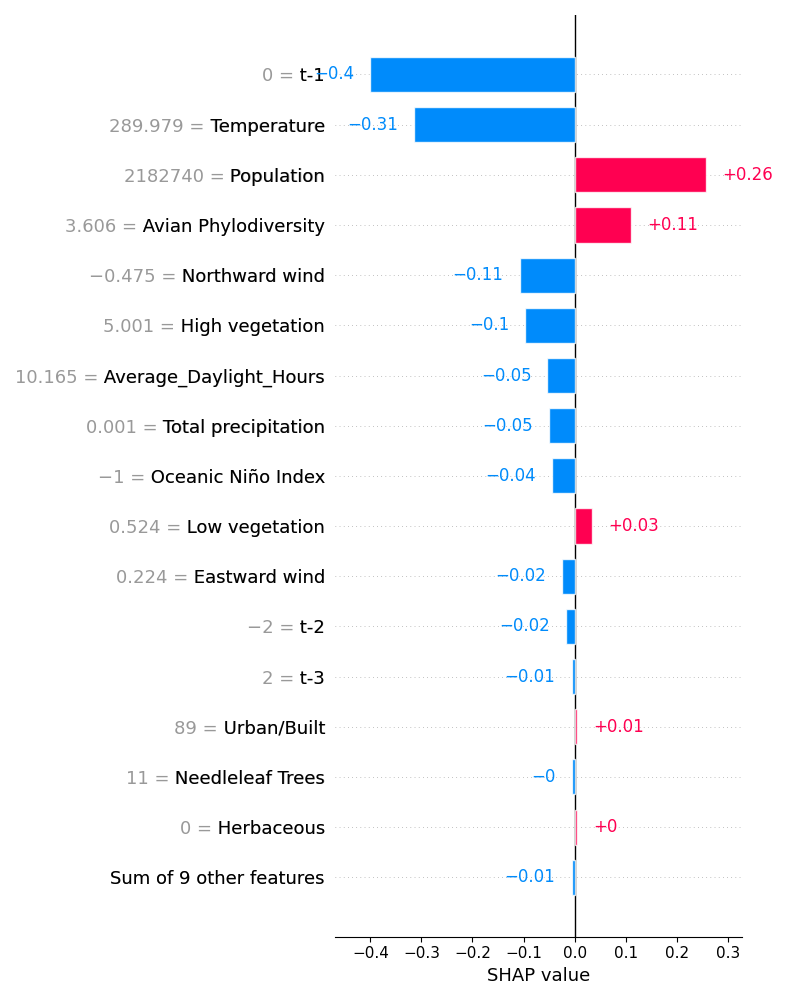 0 = t-1 −0.4
289.979 = Temperature −0.31
2182740 = Population +0.26
3.606 = Avian Phylodiversity +0.11
−0.475 = Northward wind −0.11
5.001 = High vegetation −0.1
10.165 = Average_Daylight_Hours −0.05
0.001 = Total precipitation −0.05
−1 = Oceanic Niño Index −0.04
0.524 = Low vegetation +0.03
0.224 = Eastward wind −0.02
−2 = t-2 −0.02
2 = t-3 −0.01
89 = Urban/Built +0.01
11 = Needleleaf Trees −0
0 = Herbaceous +0
Sum of 9 other features −0.01
−0.4 −0.3 −0.2 −0.1 0.0 0.1 0.2 0.3
SHAP value